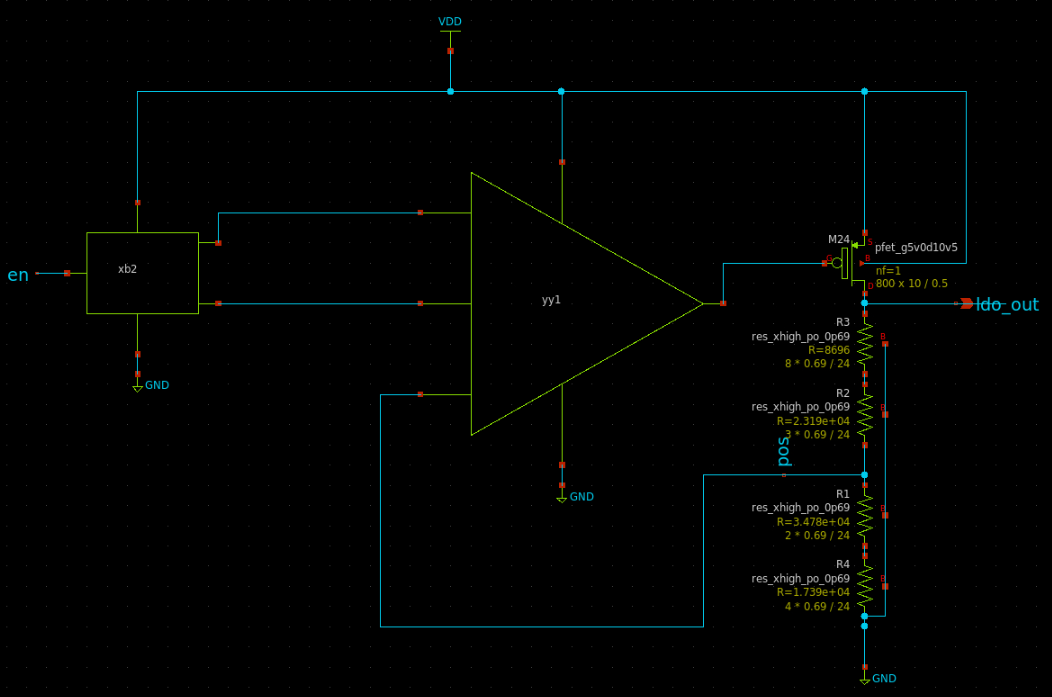 VDD
M24
S
pfet_g5v0d10v5
G
B
nf=1
800 x 10 / 0.5
D
en
xb2
yy1
ldo_out
R3
res_xhigh_po_0p69
R=8696
8 * 0.69 / 24
B
GND
R2
res_xhigh_po_0p69
R=2.319e+04
3 * 0.69 / 24
B
pos
GND
R1
res_xhigh_po_0p69
R=3.478e+04
2 * 0.69 / 24
B
R4
res_xhigh_po_0p69
R=1.739e+04
4 * 0.69 / 24
B
GND